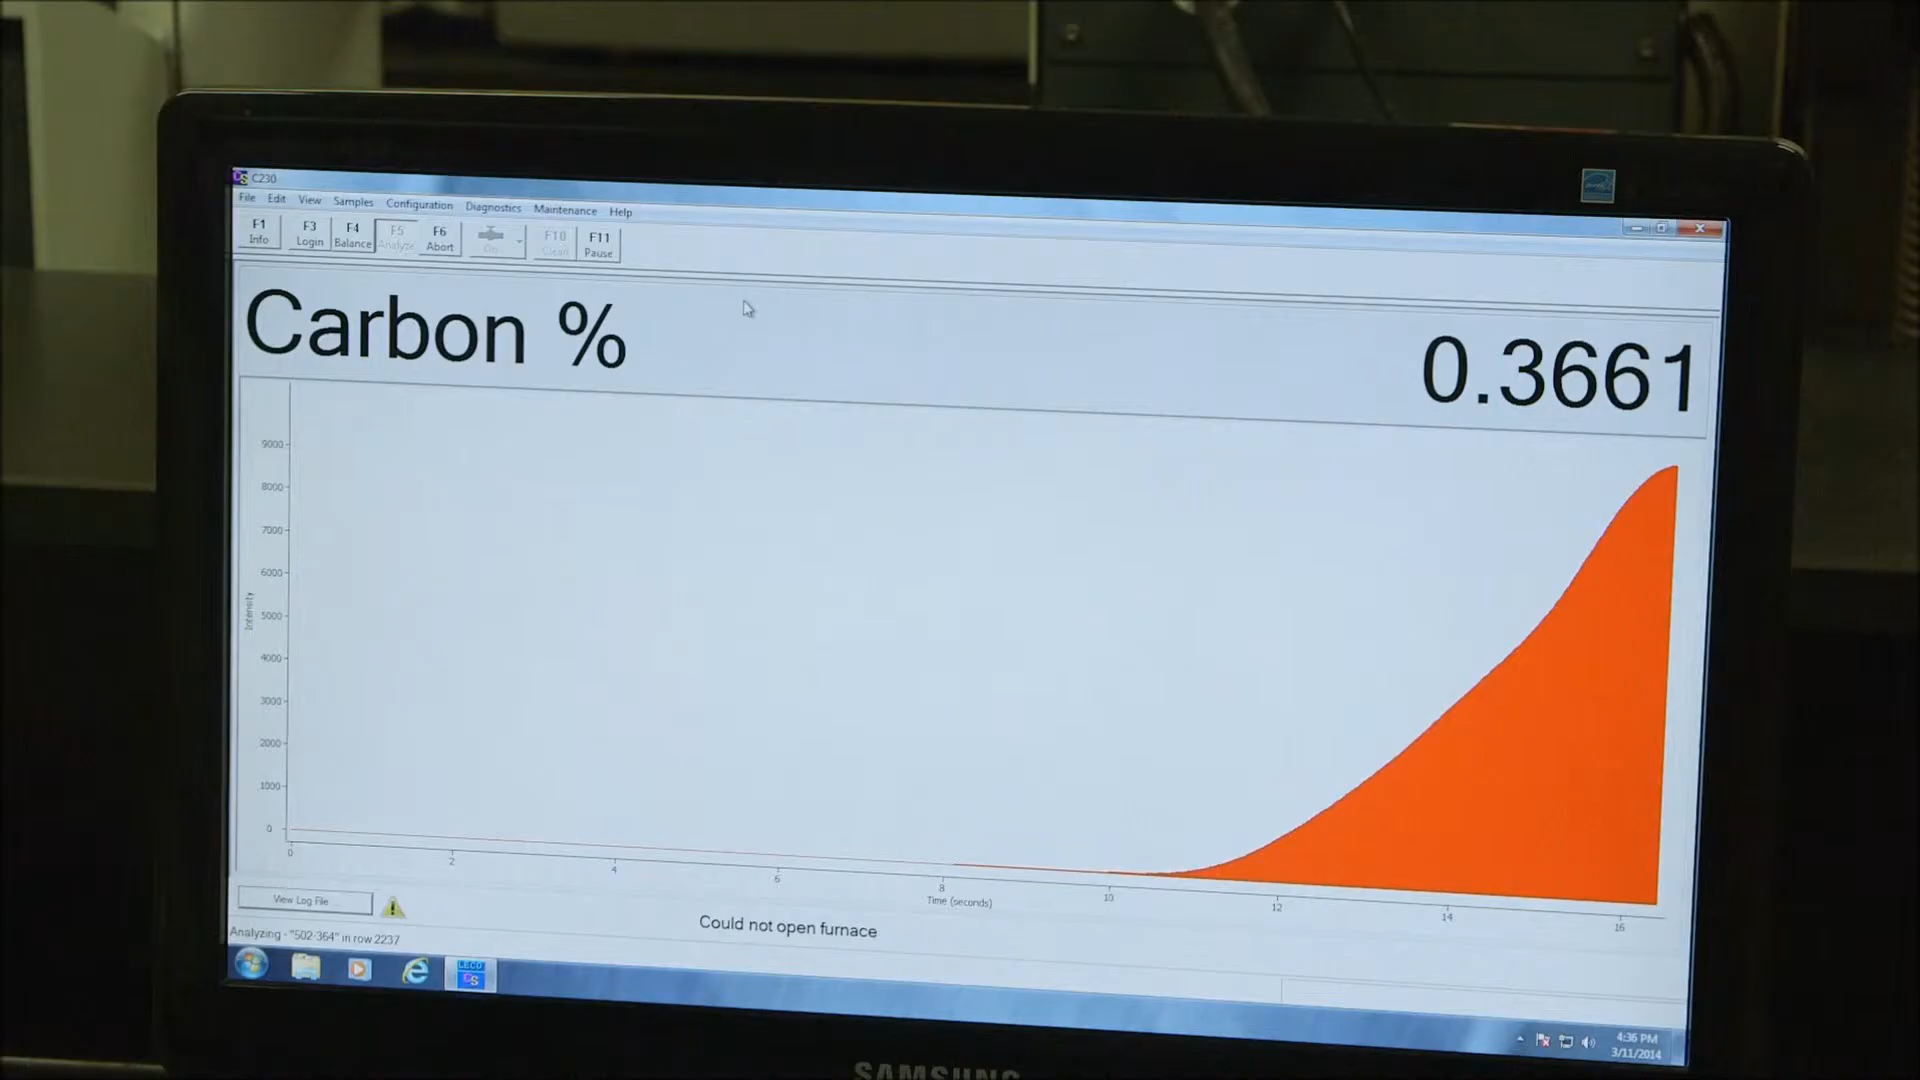 C230
File Edit View Samples Configuration Diagnostics Maintenance Help
F1 Info F3 Login F4 Balance F5 Analyze F6 Abort On F10 Clean F11 Pause
Carbon % 0.3661
9000
8000
7000
6000
5000
4000
3000
2000
1000
0
Intensity
0 2 4 6 8 10 12 14 16
Time (seconds)
View Log File
Could not open furnace
Analyzing - "502-364" in row 2237
LECO
CS
4:36 PM
3/11/2014
SAMSUNG